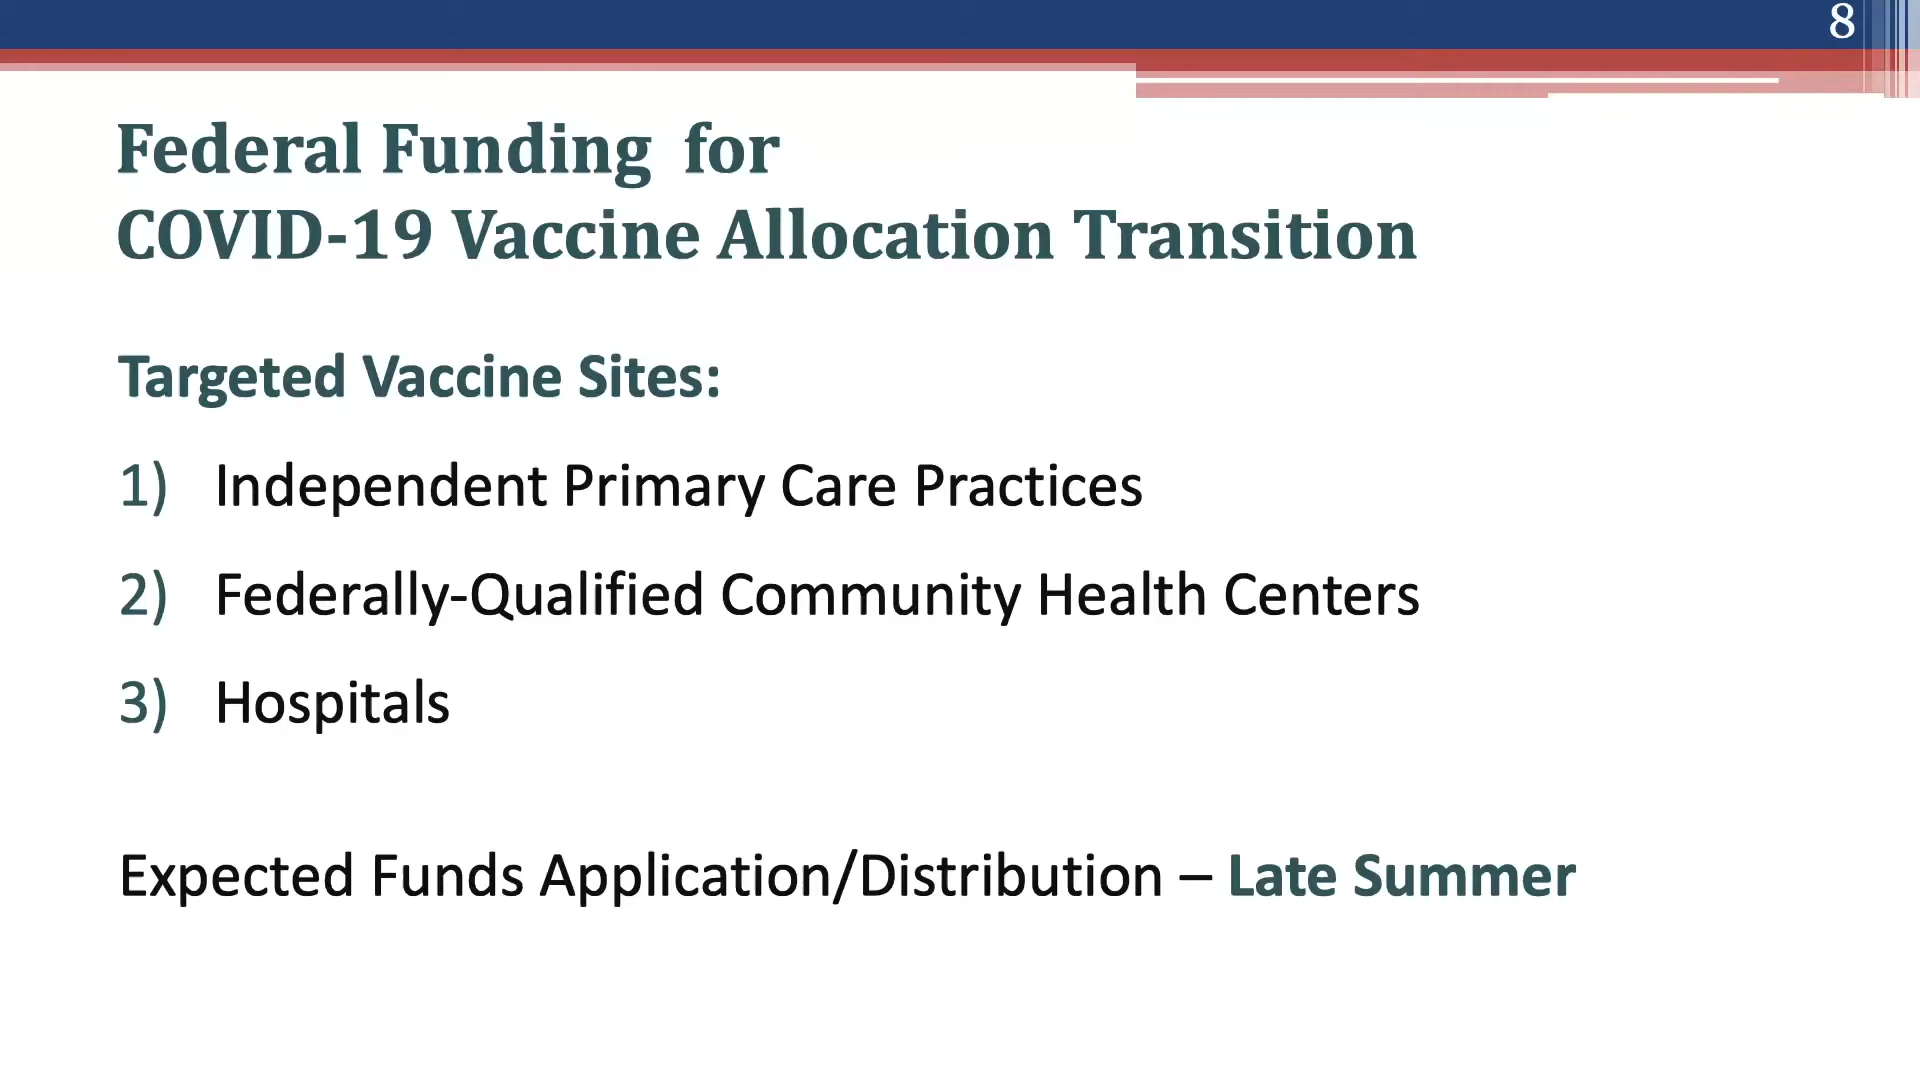 8
Federal Funding  for
COVID-19 Vaccine Allocation Transition
Targeted Vaccine Sites:
1) Independent Primary Care Practices
2) Federally-Qualified Community Health Centers
3) Hospitals
Expected Funds Application/Distribution – Late Summer